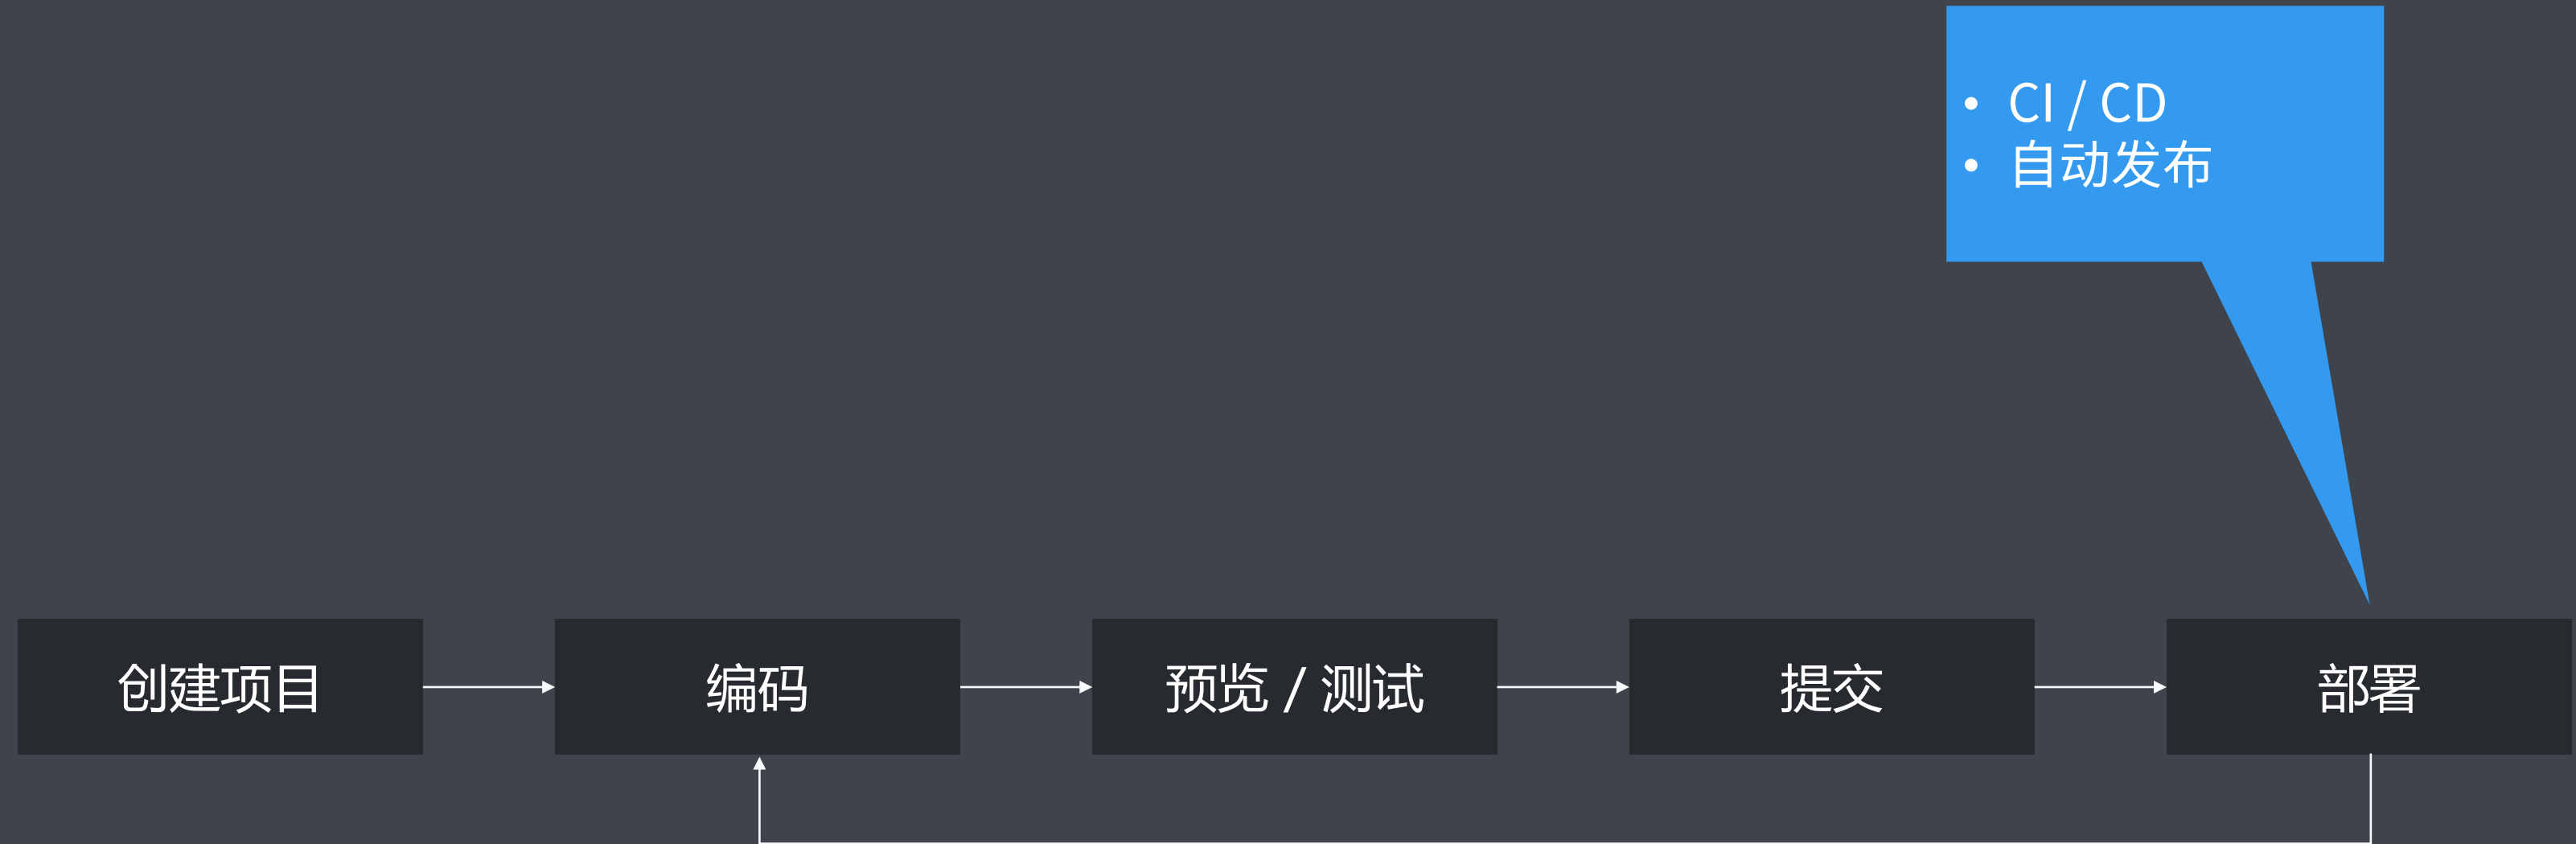 • CI / CD
• 自动发布
创建项目
编码
预览 / 测试
提交
部署